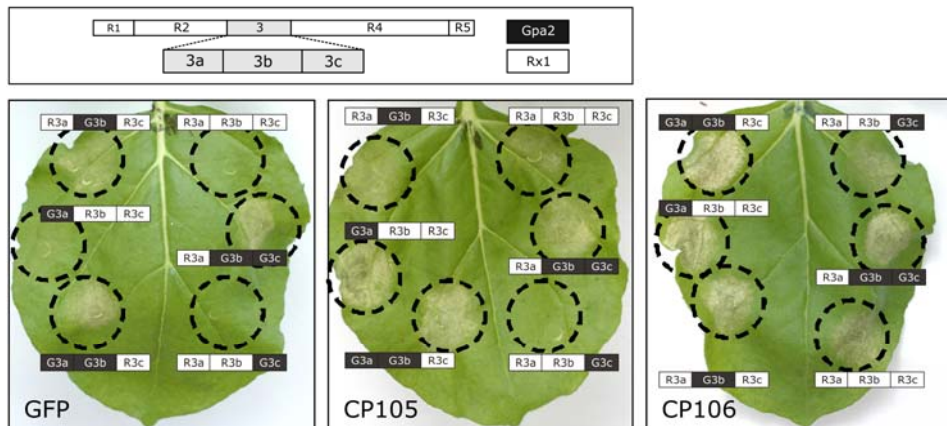 R1 R2 3 R4 R5 Gpa2
3a 3b 3c Rx1
R3a G3b R3c R3a R3b R3c
G3a R3b R3c
R3a G3b G3c
G3a G3b R3c R3a R3b G3c
GFP
R3a G3b R3c R3a R3b R3c
G3a R3b R3c
R3a G3b G3c
G3a G3b R3c R3a R3b G3c
CP105
G3a G3b R3c R3a R3b G3c
G3a R3b R3c
R3a G3b G3c
R3a G3b R3c R3a R3b R3c
CP106